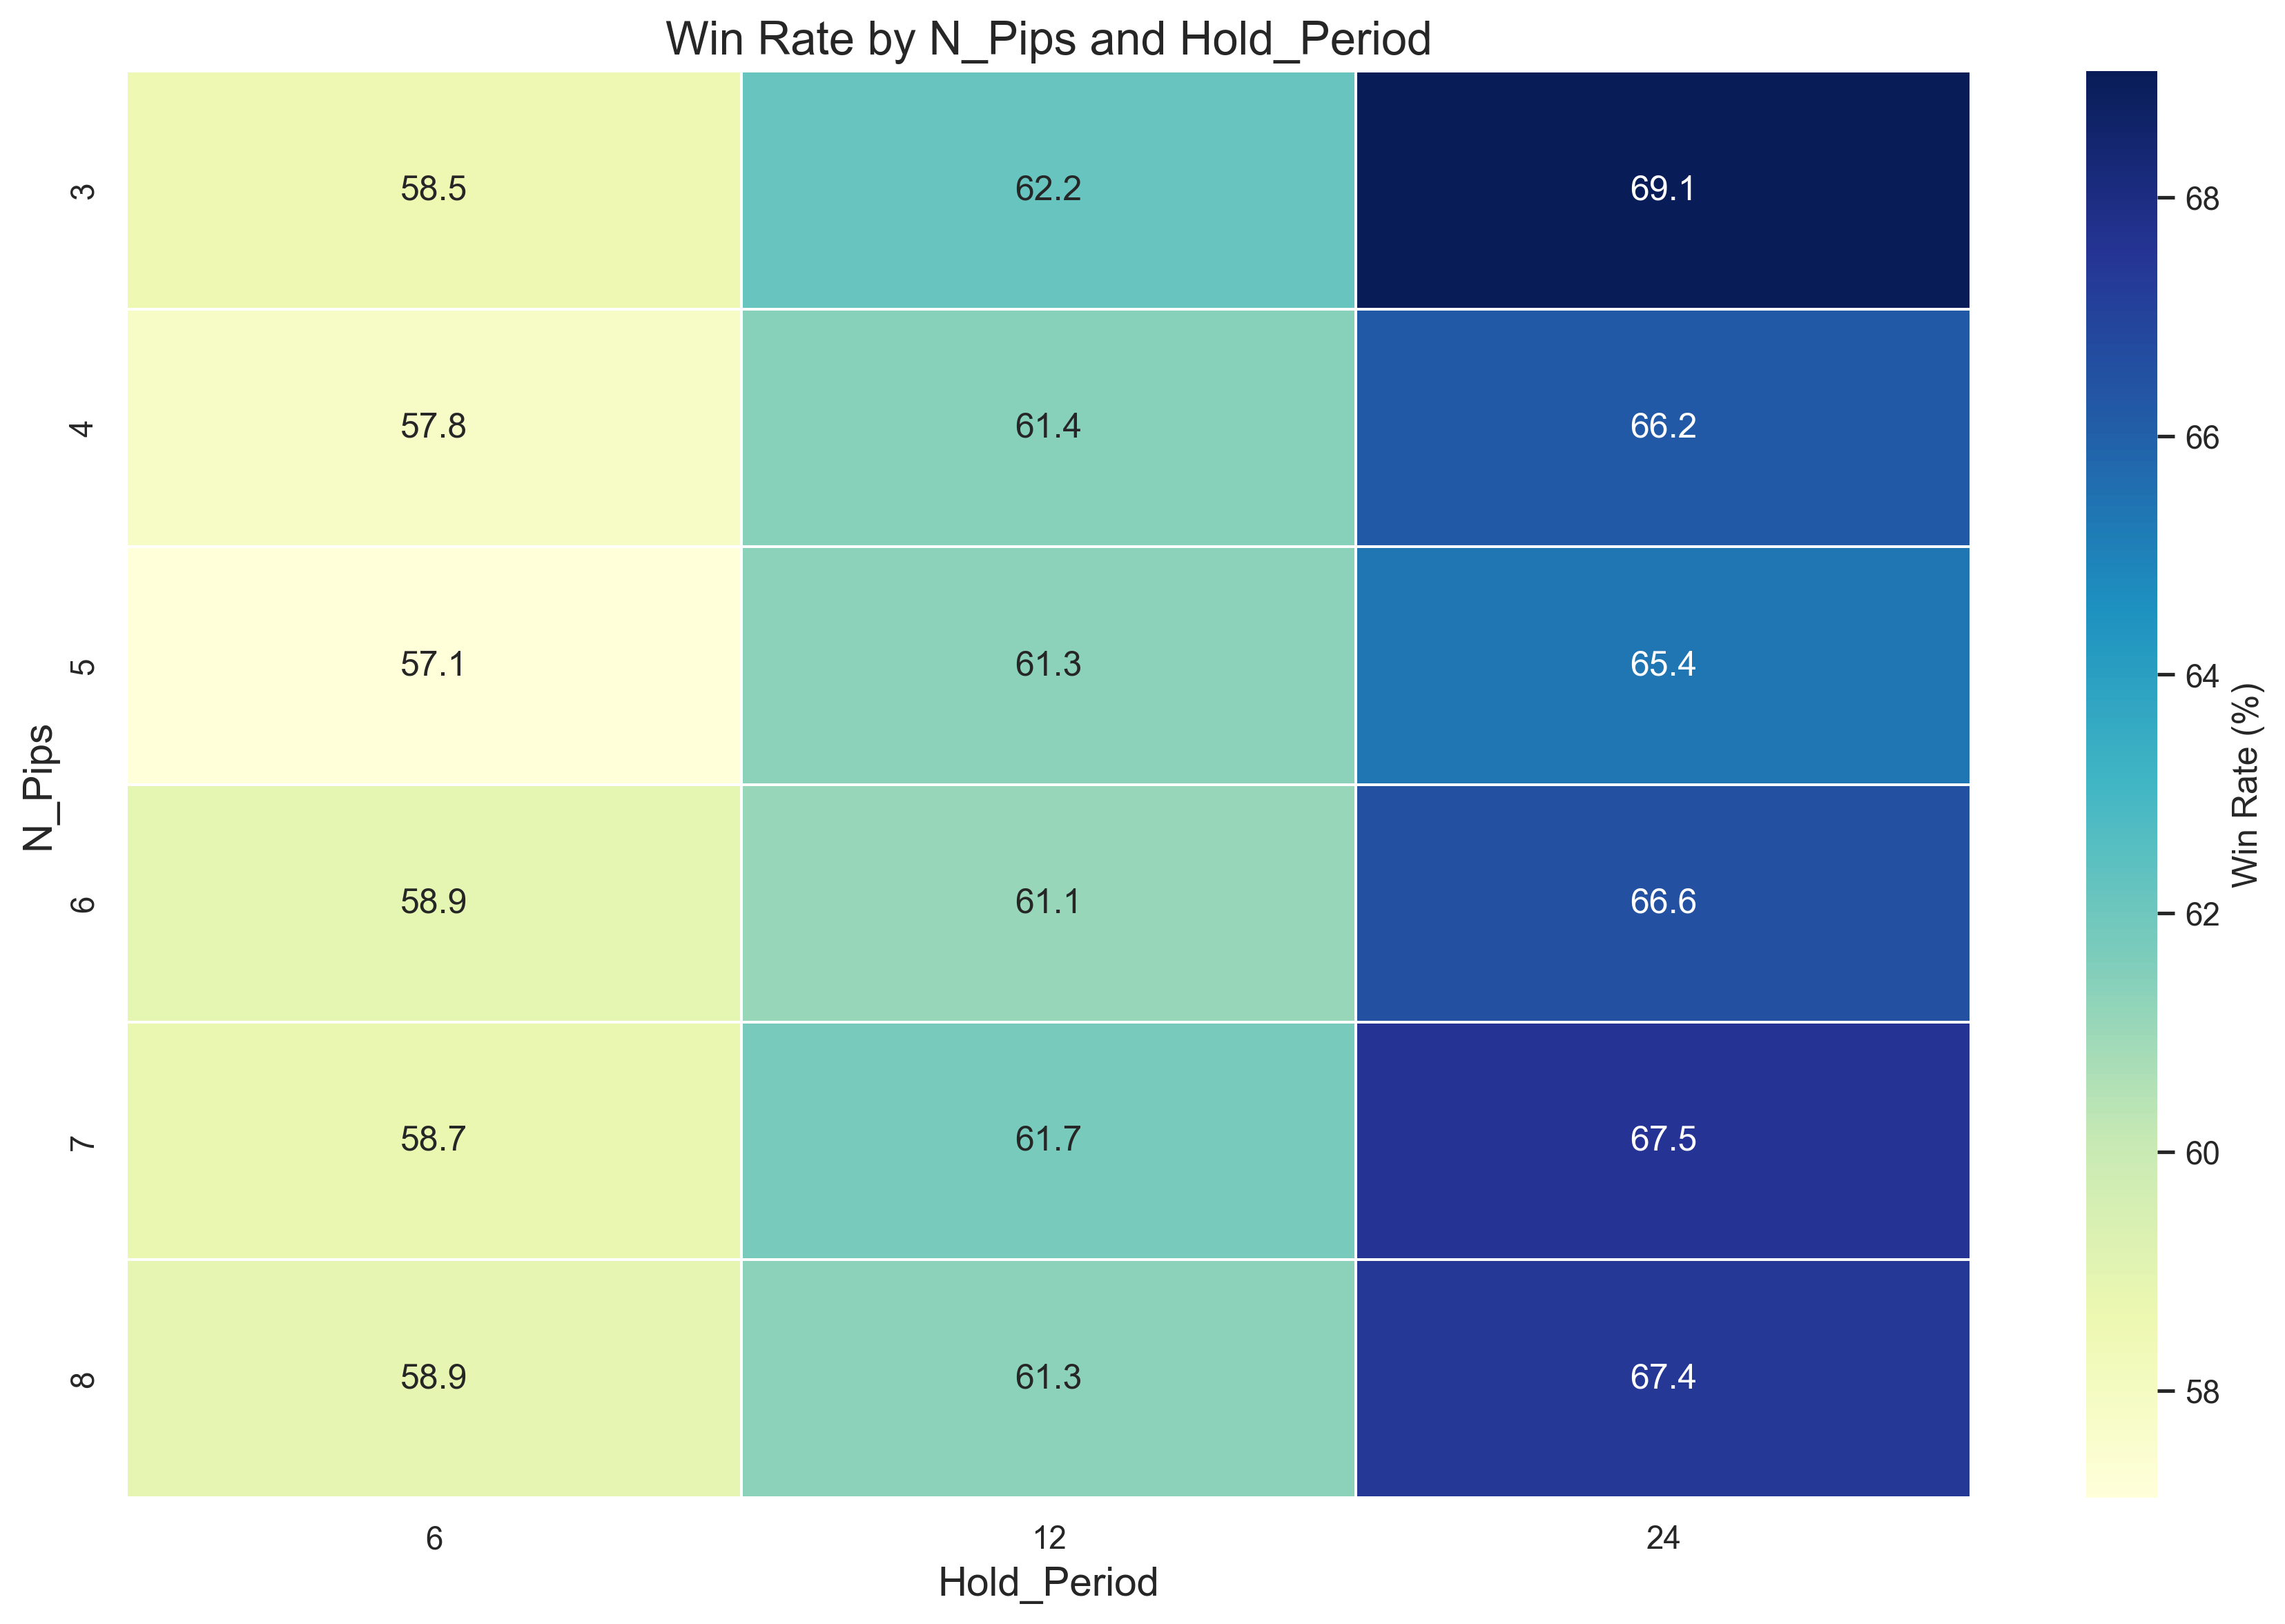 Win Rate by N_Pips and Hold_Period
3 58.5 62.2 69.1
4 57.8 61.4 66.2
5 57.1 61.3 65.4
6 58.9 61.1 66.6
7 58.7 61.7 67.5
8 58.9 61.3 67.4
6 12 24
Hold_Period
N_Pips
68
66
64
62
60
58
Win Rate (%)